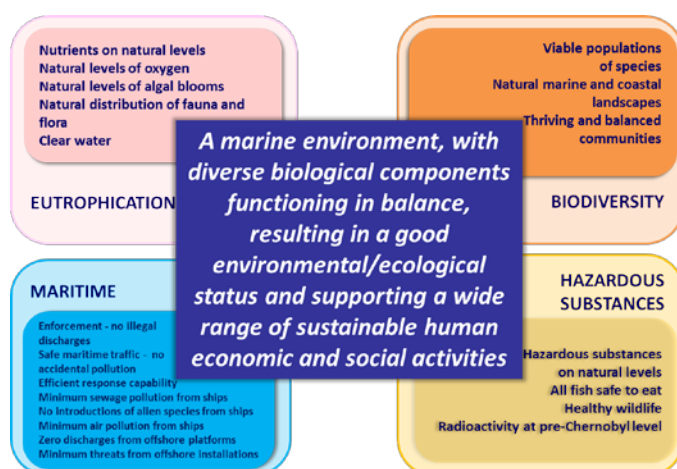 Nutrients on natural levels
Natural levels of oxygen
Natural levels of algal blooms
Natural distribution of fauna and
flora
Clear water
EUTROPHICATION
Viable populations
of species
Natural marine and coastal
landscapes
Thriving and balanced
communities
BIODIVERSITY
A marine environment, with
diverse biological components
functioning in balance,
resulting in a good
environmental/ecological
status and supporting a wide
range of sustainable human
economic and social activities
MARITIME
Enforcement - no illegal
discharges
Safe maritime traffic - no
accidental pollution
Efficient response capability
Minimum sewage pollution from ships
No introductions of alien species from ships
Minimum air pollution from ships
Zero discharges from offshore platforms
Minimum threats from offshore installations
HAZARDOUS
SUBSTANCES
Hazardous substances
on natural levels
All fish safe to eat
Healthy wildlife
Radioactivity at pre-Chernobyl level